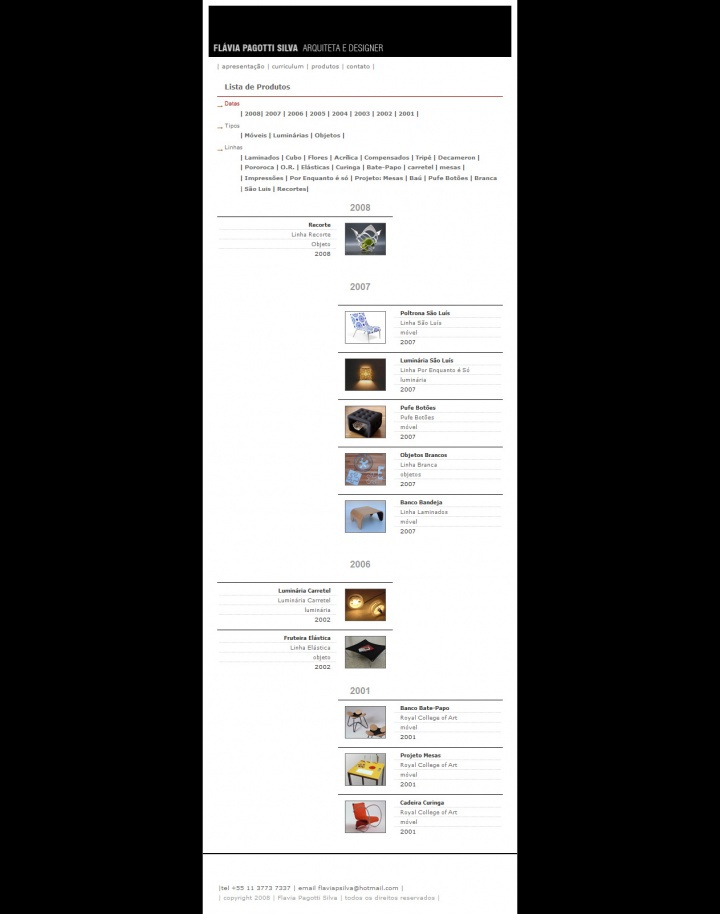 FLÁVIA PAGOTTI SILVA ARQUITETA E DESIGNER
| apresentação | curriculum | produtos | contato |
Lista de Produtos
Datas
| 2008| 2007 | 2006 | 2005 | 2004 | 2003 | 2002 | 2001 |
Tipos
| Móveis | Luminárias | Objetos |
Linhas
| Laminados | Cubo | Flores | Acrílica | Compensados | Tripé | Decameron |
| Pororoca | O.R. | Elásticas | Curinga | Bate-Papo | carretel | mesas |
| Impressões | Por Enquanto é só | Projeto: Mesas | Baú | Pufe Botões | Branca
| São Luis | Recortes|
2008
Recorte
Linha Recorte
Objeto
2008
2007
Poltrona São Luís
Linha São Luís
móvel
2007
Luminária São Luís
Linha Por Enquanto é Só
luminária
2007
Pufe Botões
Pufe Botões
móvel
2007
Objetos Brancos
Linha Branca
objetos
2007
Banco Bandeja
Linha Laminados
móvel
2007
2006
Luminária Carretel
Luminária Carretel
luminária
2002
Fruteira Elástica
Linha Elástica
objeto
2002
2001
Banco Bate-Papo
Royal College of Art
móvel
2001
Projeto Mesas
Royal College of Art
móvel
2001
Cadeira Curinga
Royal College of Art
móvel
2001
|tel +55 11 3773 7337 | email flaviapsilva@hotmail.com |
| copyright 2008 | Flavia Pagotti Silva | todos os direitos reservados |